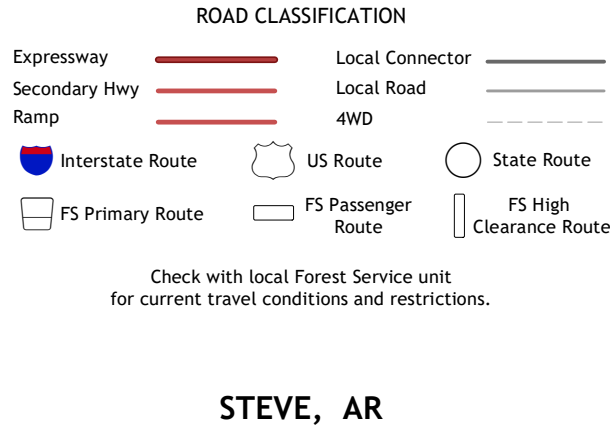 ROAD CLASSIFICATION
Expressway
Local Connector
Secondary Hwy
Local Road
Ramp
4WD
Interstate Route
US Route
State Route
FS Primary Route
FS Passenger
Route
FS High
Clearance Route
Check with local Forest Service unit
for current travel conditions and restrictions.
STEVE, AR